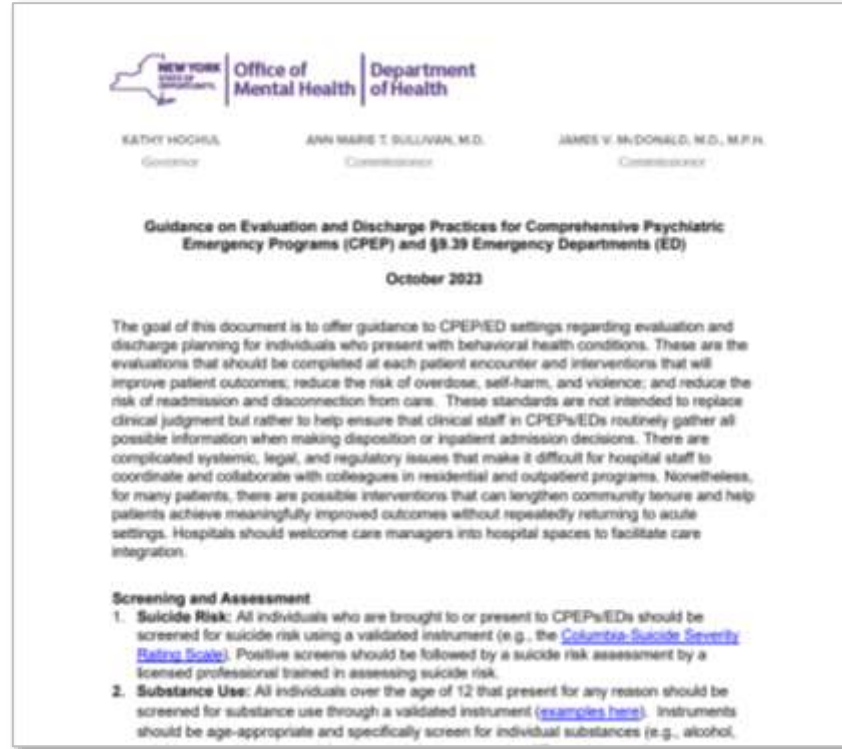 NEW YORK
STATE OF
OPPORTUNITY.
Office of
Mental Health
Department
of Health
KATHY HOCHUL
Governor
ANN MARIE T. SULLIVAN, M.D.
Commissioner
JAMES V. McDONALD, M.D., M.P.H.
Commissioner
Guidance on Evaluation and Discharge Practices for Comprehensive Psychiatric
Emergency Programs (CPEP) and §9.39 Emergency Departments (ED)
October 2023
The goal of this document is to offer guidance to CPEP/ED settings regarding evaluation and
discharge planning for individuals who present with behavioral health conditions. These are the
evaluations that should be completed at each patient encounter and interventions that will
improve patient outcomes; reduce the risk of overdose, self-harm, and violence; and reduce the
risk of readmission and disconnection from care. These standards are not intended to replace
clinical judgment but rather to help ensure that clinical staff in CPEPs/EDs routinely gather all
possible information when making disposition or inpatient admission decisions. There are
complicated systemic, legal, and regulatory issues that make it difficult for hospital staff to
coordinate and collaborate with colleagues in residential and outpatient programs. Nonetheless,
for many patients, there are possible interventions that can lengthen community tenure and help
patients achieve meaningfully improved outcomes without repeatedly returning to acute
settings. Hospitals should welcome care managers into hospital spaces to facilitate care
integration.
Screening and Assessment
1. Suicide Risk: All individuals who are brought to or present to CPEPs/EDs should be
screened for suicide risk using a validated instrument (e.g., the Columbia-Suicide Severity
Rating Scale). Positive screens should be followed by a suicide risk assessment by a
licensed professional trained in assessing suicide risk.
2. Substance Use: All individuals over the age of 12 that present for any reason should be
screened for substance use through a validated instrument (examples here). Instruments
should be age-appropriate and specifically screen for individual substances (e.g., alcohol,